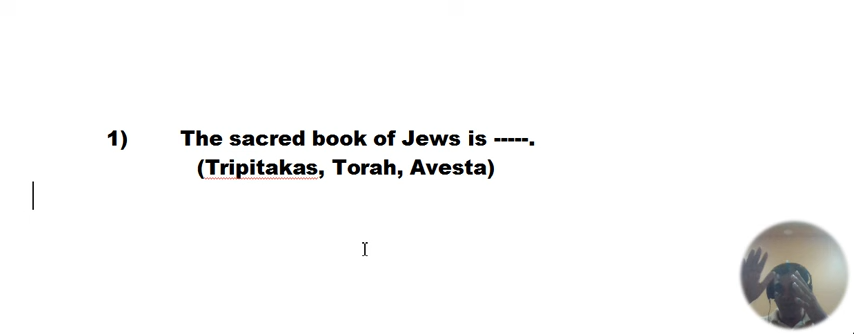 1) The sacred book of Jews is -----.
(Tripitakas, Torah, Avesta)